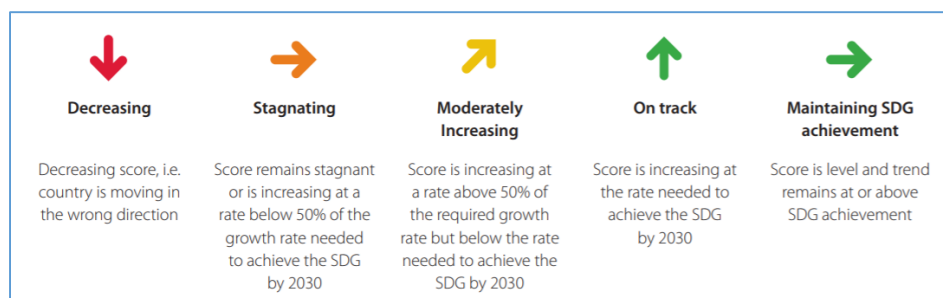 Decreasing
Decreasing score, i.e.
country is moving in
the wrong direction
Stagnating
Score remains stagnant
or is increasing at a
rate below 50% of the
growth rate needed
to achieve the SDG
by 2030
Moderately
Increasing
Score is increasing at
a rate above 50% of
the required growth
rate but below the rate
needed to achieve the
SDG by 2030
On track
Score is increasing at
the rate needed to
achieve the SDG
by 2030
Maintaining SDG
achievement
Score is level and trend
remains at or above
SDG achievement